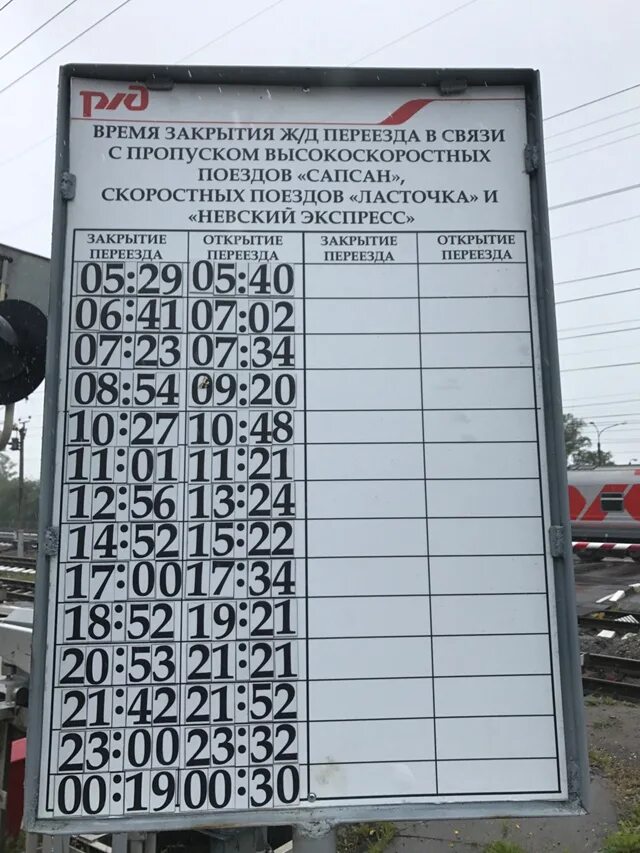 РЖД
ВРЕМЯ ЗАКРЫТИЯ Ж/Д ПЕРЕЕЗДА В СВЯЗИ
С ПРОПУСКОМ ВЫСОКОСКОРОСТНЫХ
ПОЕЗДОВ «САПСАН»,
СКОРОСТНЫХ ПОЕЗДОВ «ЛАСТОЧКА» И
«НЕВСКИЙ ЭКСПРЕСС»
ЗАКРЫТИЕ ПЕРЕЕЗДА ОТКРЫТИЕ ПЕРЕЕЗДА ЗАКРЫТИЕ ПЕРЕЕЗДА ОТКРЫТИЕ ПЕРЕЕЗДА
05:29 05:40
06:41 07:02
07:23 07:34
08:54 09:20
10:27 10:48
11:01 11:21
12:56 13:24
14:52 15:22
17:00 17:34
18:52 19:21
20:53 21:21
21:42 21:52
23:00 23:32
00:19 00:30